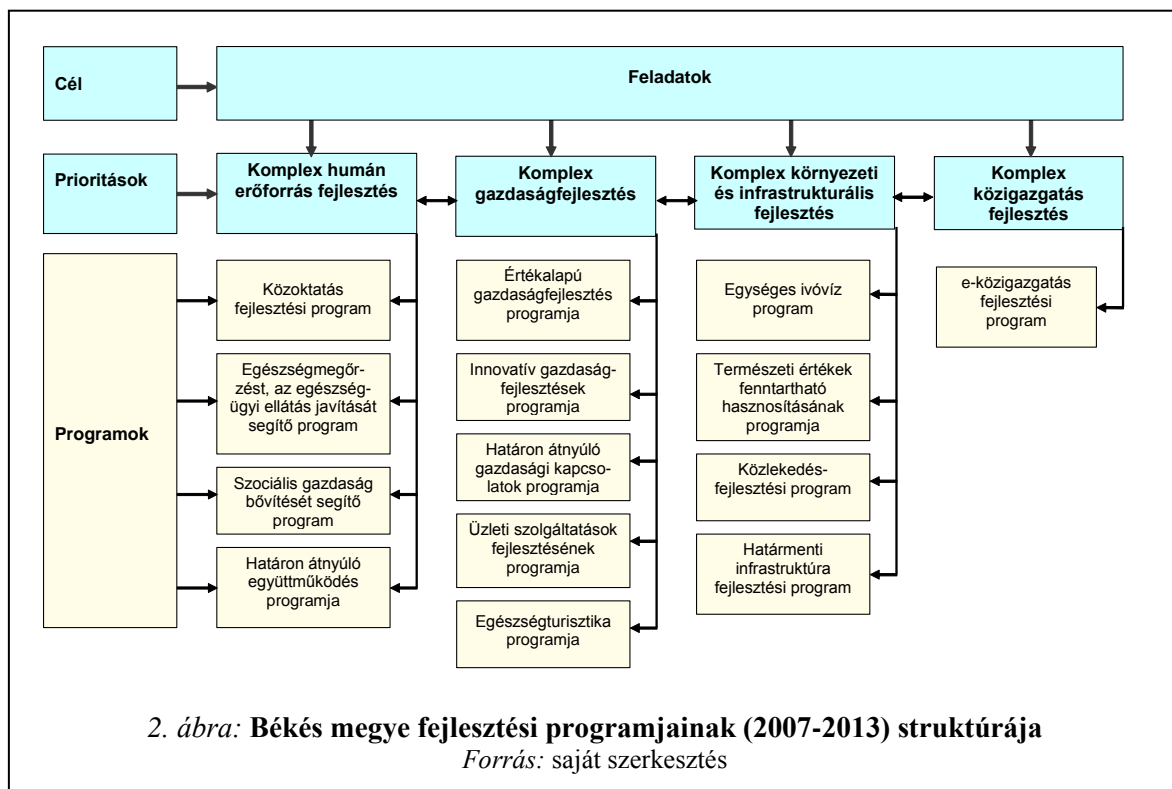 Cél
Feladatok
Prioritások
Komplex humán
erőforrás fejlesztés
Komplex
gazdaságfejlesztés
Komplex környezeti
és infrastrukturális
fejlesztés
Komplex
közigazgatás
fejlesztés
Programok
Közoktatás
fejlesztési program
Egészségmegőr-
zést, az egészség-
ügyi ellátás javítását
segítő program
Szociális gazdaság
bővítését segítő
program
Határon átnyúló
együttműködés
programja
Értékalapú
gazdaságfejlesztés
programja
Innovatív gazdaság-
fejlesztések
programja
Határon átnyúló
gazdasági kapcso-
latok programja
Üzleti szolgáltatások
fejlesztésének
programja
Egészségturisztika
programja
Egységes ivóvíz
program
Természeti értékek
fenntartható
hasznosításának
programja
Közlekedés-
fejlesztési program
Határmenti
infrastruktúra
fejlesztési program
e-közigazgatás
fejlesztési
program
2. ábra: Békés megye fejlesztési programjainak (2007-2013) struktúrája
Forrás: saját szerkesztés